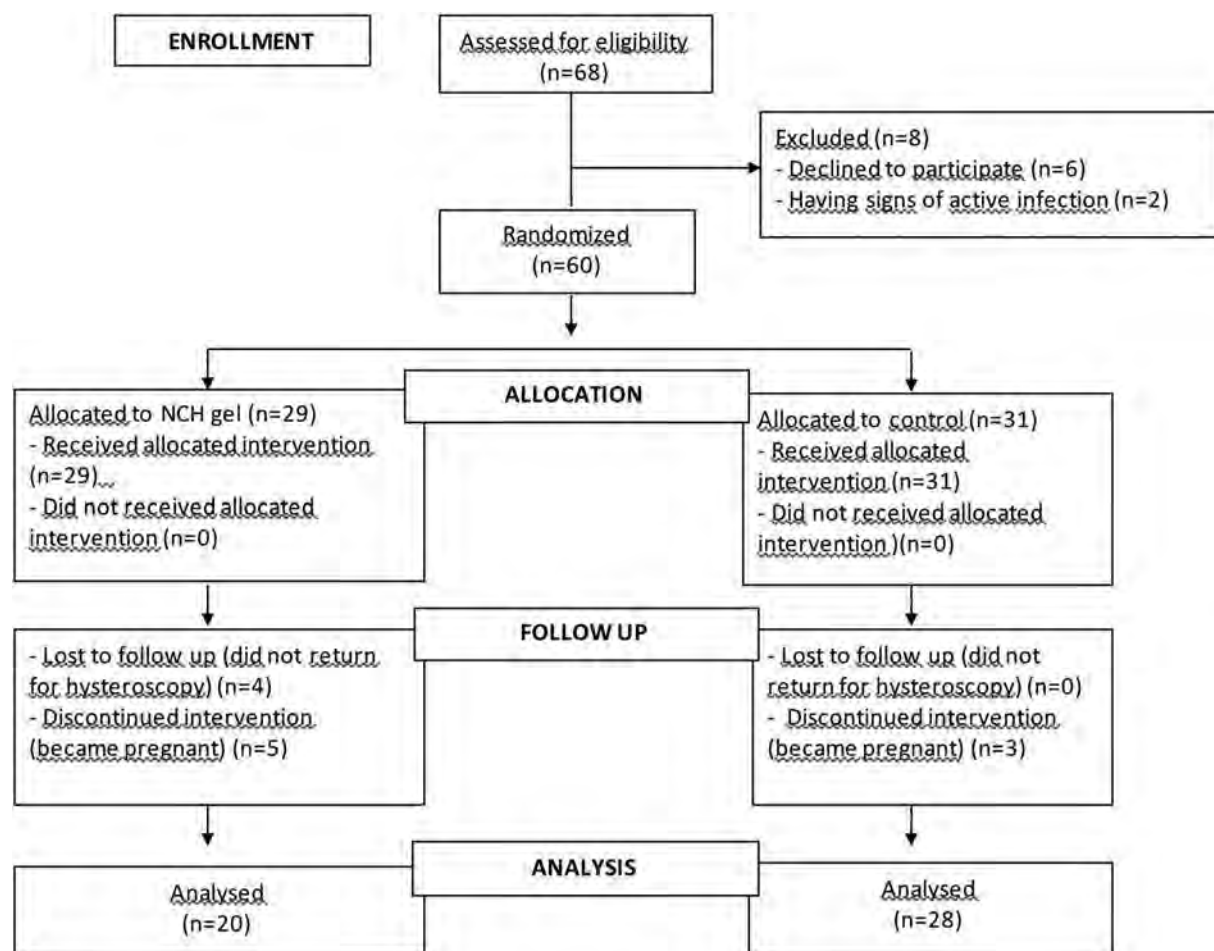 ENROLLMENT
Assessed for eligibility
(n=68)
Excluded (n=8)
- Declined to participate (n=6)
- Having signs of active infection (n=2)
Randomized
(n=60)
ALLOCATION
Allocated to NCH gel (n=29)
- Received allocated intervention
(n=29)
- Did not received allocated
intervention (n=0)
Allocated to control (n=31)
- Received allocated
intervention (n=31)
- Did not received allocated
intervention )(n=0)
FOLLOW UP
- Lost to follow up (did not return
for hysteroscopy) (n=4)
- Discontinued intervention
(became pregnant) (n=5)
- Lost to follow up (did not
return for hysteroscopy) (n=0)
- Discontinued intervention
(became pregnant) (n=3)
ANALYSIS
Analysed
(n=20)
Analysed
(n=28)